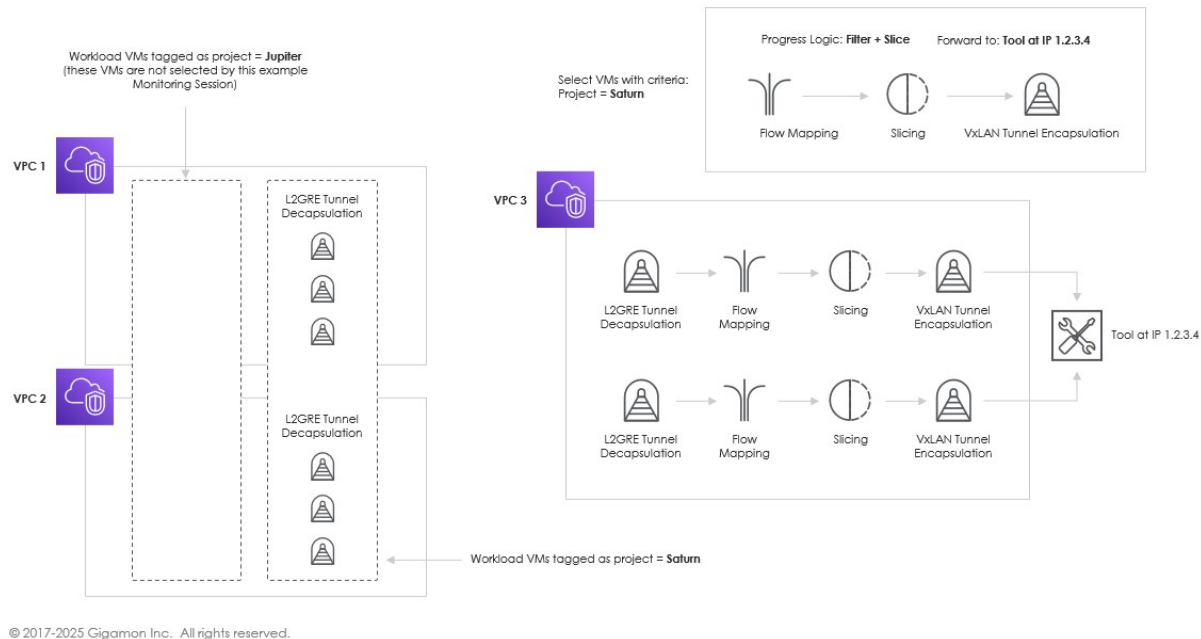 Workload VMs tagged as project = Jupiter
(these VMs are not selected by this example
Monitoring Session)
Progress Logic: Filter + Slice
Forward to: Tool at IP 1.2.3.4
Select VMs with criteria:
Project = Saturn
Flow Mapping
Slicing
VxLAN Tunnel Encapsulation
VPC 1
L2GRE Tunnel
Decapsulation
VPC 2
L2GRE Tunnel
Decapsulation
Workload VMs tagged as project = Saturn
VPC 3
L2GRE Tunnel
Decapsulation
Flow
Mapping
Slicing
VxLAN Tunnel
Encapsulation
Tool at IP 1.2.3.4
L2GRE Tunnel
Decapsulation
Flow
Mapping
Slicing
VxLAN Tunnel
Encapsulation
© 2017-2025 Gigamon Inc. All rights reserved.